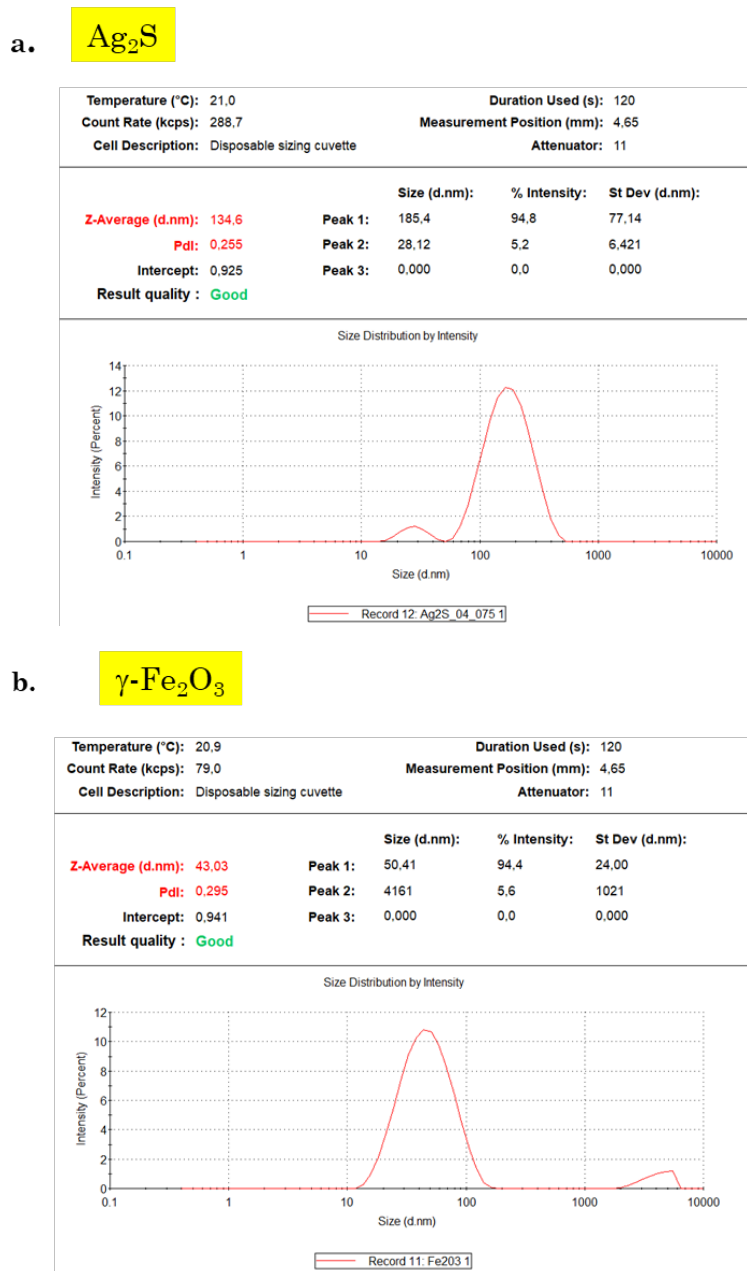 a. Ag₂S
Temperature (°C): 21,0 Duration Used (s): 120
Count Rate (kcps): 288,7 Measurement Position (mm): 4,65
Cell Description: Disposable sizing cuvette Attenuator: 11
Size (d.nm): % Intensity: St Dev (d.nm):
Z-Average (d.nm): 134,6 Peak 1: 185,4 94,8 77,14
PdI: 0,255 Peak 2: 28,12 5,2 6,421
Intercept: 0,925 Peak 3: 0,000 0,0 0,000
Result quality : Good
Size Distribution by Intensity
14
12
10
8
6
4
2
0
Intensity (Percent)
0.1 1 10 100 1000 10000
Size (d.nm)
Record 12: Ag2S_04_075 1
b. γ-Fe₂O₃
Temperature (°C): 20,9 Duration Used (s): 120
Count Rate (kcps): 79,0 Measurement Position (mm): 4,65
Cell Description: Disposable sizing cuvette Attenuator: 11
Size (d.nm): % Intensity: St Dev (d.nm):
Z-Average (d.nm): 43,03 Peak 1: 50,41 94,4 24,00
PdI: 0,295 Peak 2: 4161 5,6 1021
Intercept: 0,941 Peak 3: 0,000 0,0 0,000
Result quality : Good
Size Distribution by Intensity
12
10
8
6
4
2
0
Intensity (Percent)
0.1 1 10 100 1000 10000
Size (d.nm)
Record 11: Fe203 1